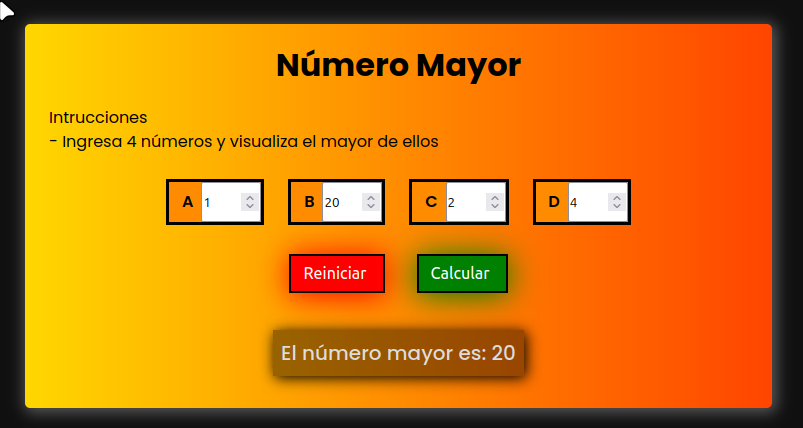 Número Mayor
Intrucciones
- Ingresa 4 números y visualiza el mayor de ellos
A 1 B 20 C 2 D 4
Reiniciar Calcular
El número mayor es: 20